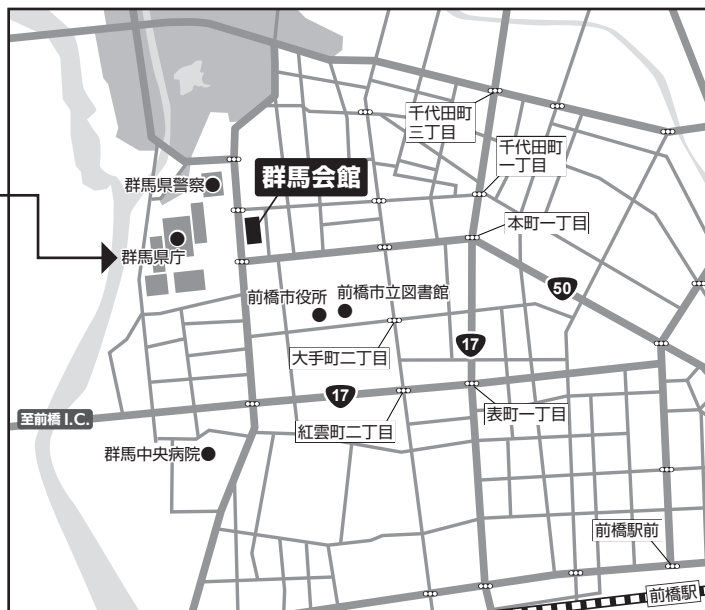 千代田町
三丁目
千代田町
一丁目
群馬県警察
群馬会館
本町一丁目
群馬県庁
50
前橋市役所
前橋市立図書館
17
大手町二丁目
17
至前橋I.C.
紅雲町二丁目
表町一丁目
群馬中央病院
前橋駅前
前橋駅